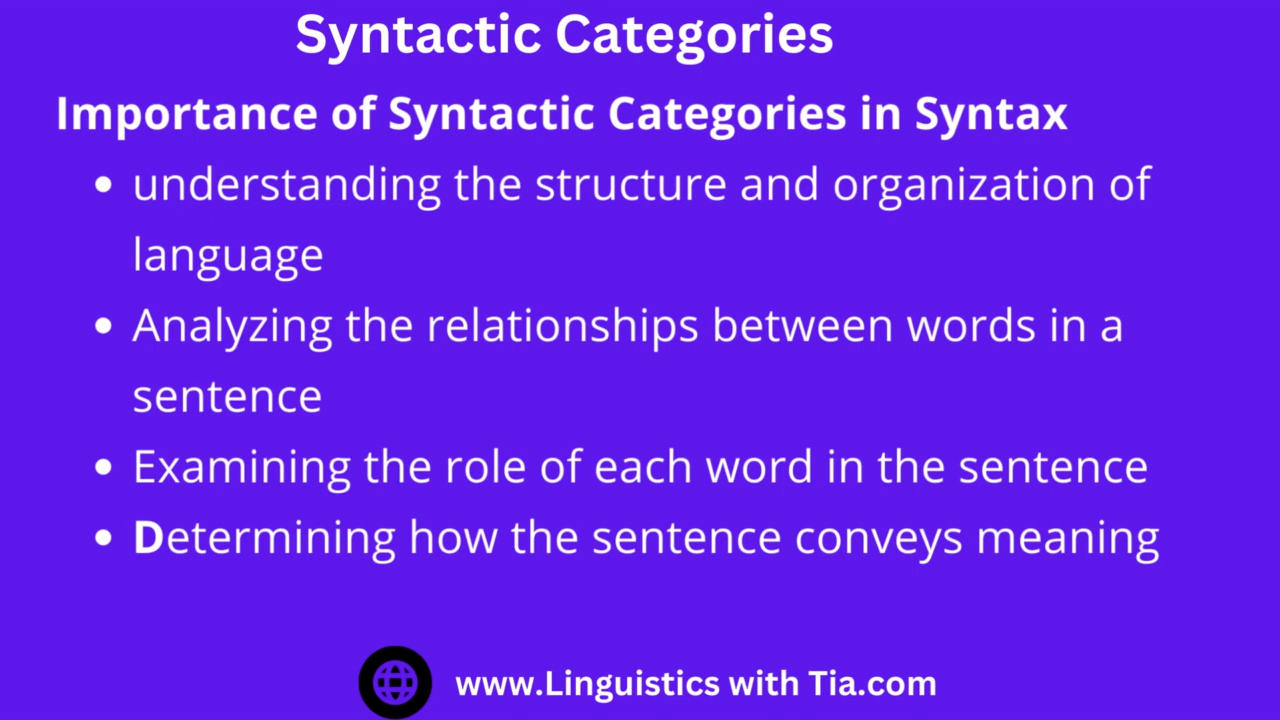 Syntactic Categories
Importance of Syntactic Categories in Syntax
• understanding the structure and organization of
language
• Analyzing the relationships between words in a
sentence
• Examining the role of each word in the sentence
• Determining how the sentence conveys meaning
www.Linguistics with Tia.com